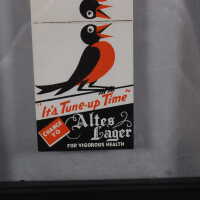 "It's Tune-up Time"
CHANGE TO
Altes
Lager
FOR VIGOROUS HEALTH